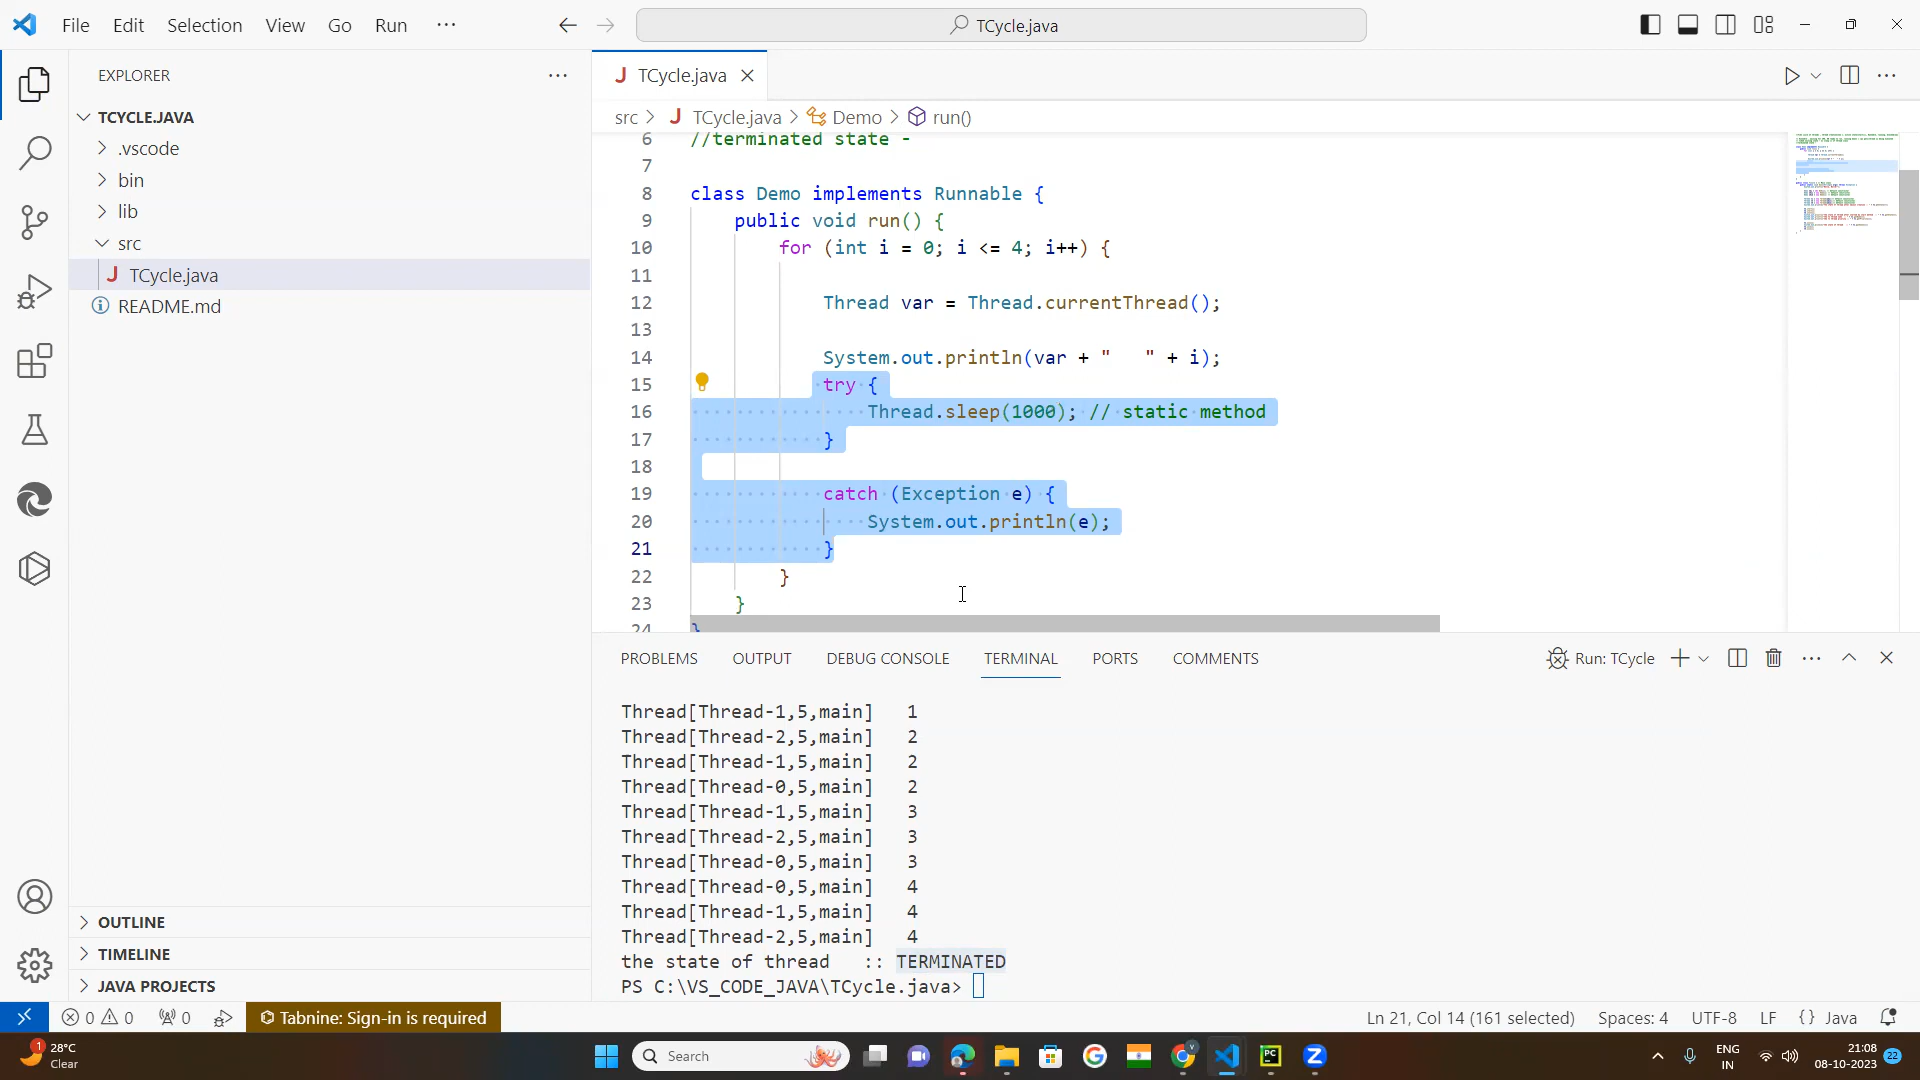 File Edit Selection View Go Run ···
TCycle.java
EXPLORER
TCYCLE.JAVA
.vscode
bin
lib
src
J TCycle.java
README.md
OUTLINE
TIMELINE
JAVA PROJECTS
J TCycle.java
src > J TCycle.java > Demo > run()
6 //terminated state -
7
8 class Demo implements Runnable {
9 public void run() {
10 for (int i = 0; i <= 4; i++) {
11
12 Thread var = Thread.currentThread();
13
14 System.out.println(var + "   " + i);
15 try {
16 Thread.sleep(1000); // static method
17 }
18
19 catch (Exception e) {
20 System.out.println(e);
21 }
22 }
23 }
24 }
PROBLEMS OUTPUT DEBUG CONSOLE TERMINAL PORTS COMMENTS
Run: TCycle
Thread[Thread-1,5,main]   1
Thread[Thread-2,5,main]   2
Thread[Thread-1,5,main]   2
Thread[Thread-0,5,main]   2
Thread[Thread-1,5,main]   3
Thread[Thread-2,5,main]   3
Thread[Thread-0,5,main]   3
Thread[Thread-0,5,main]   4
Thread[Thread-1,5,main]   4
Thread[Thread-2,5,main]   4
the state of thread   :: TERMINATED
PS C:\VS_CODE_JAVA\TCycle.java>
0 0 0 Tabnine: Sign-in is required
Ln 21, Col 14 (161 selected) Spaces: 4 UTF-8 LF {} Java
1
28°C
Clear
Search
ENG
IN
21:08
08-10-2023
22